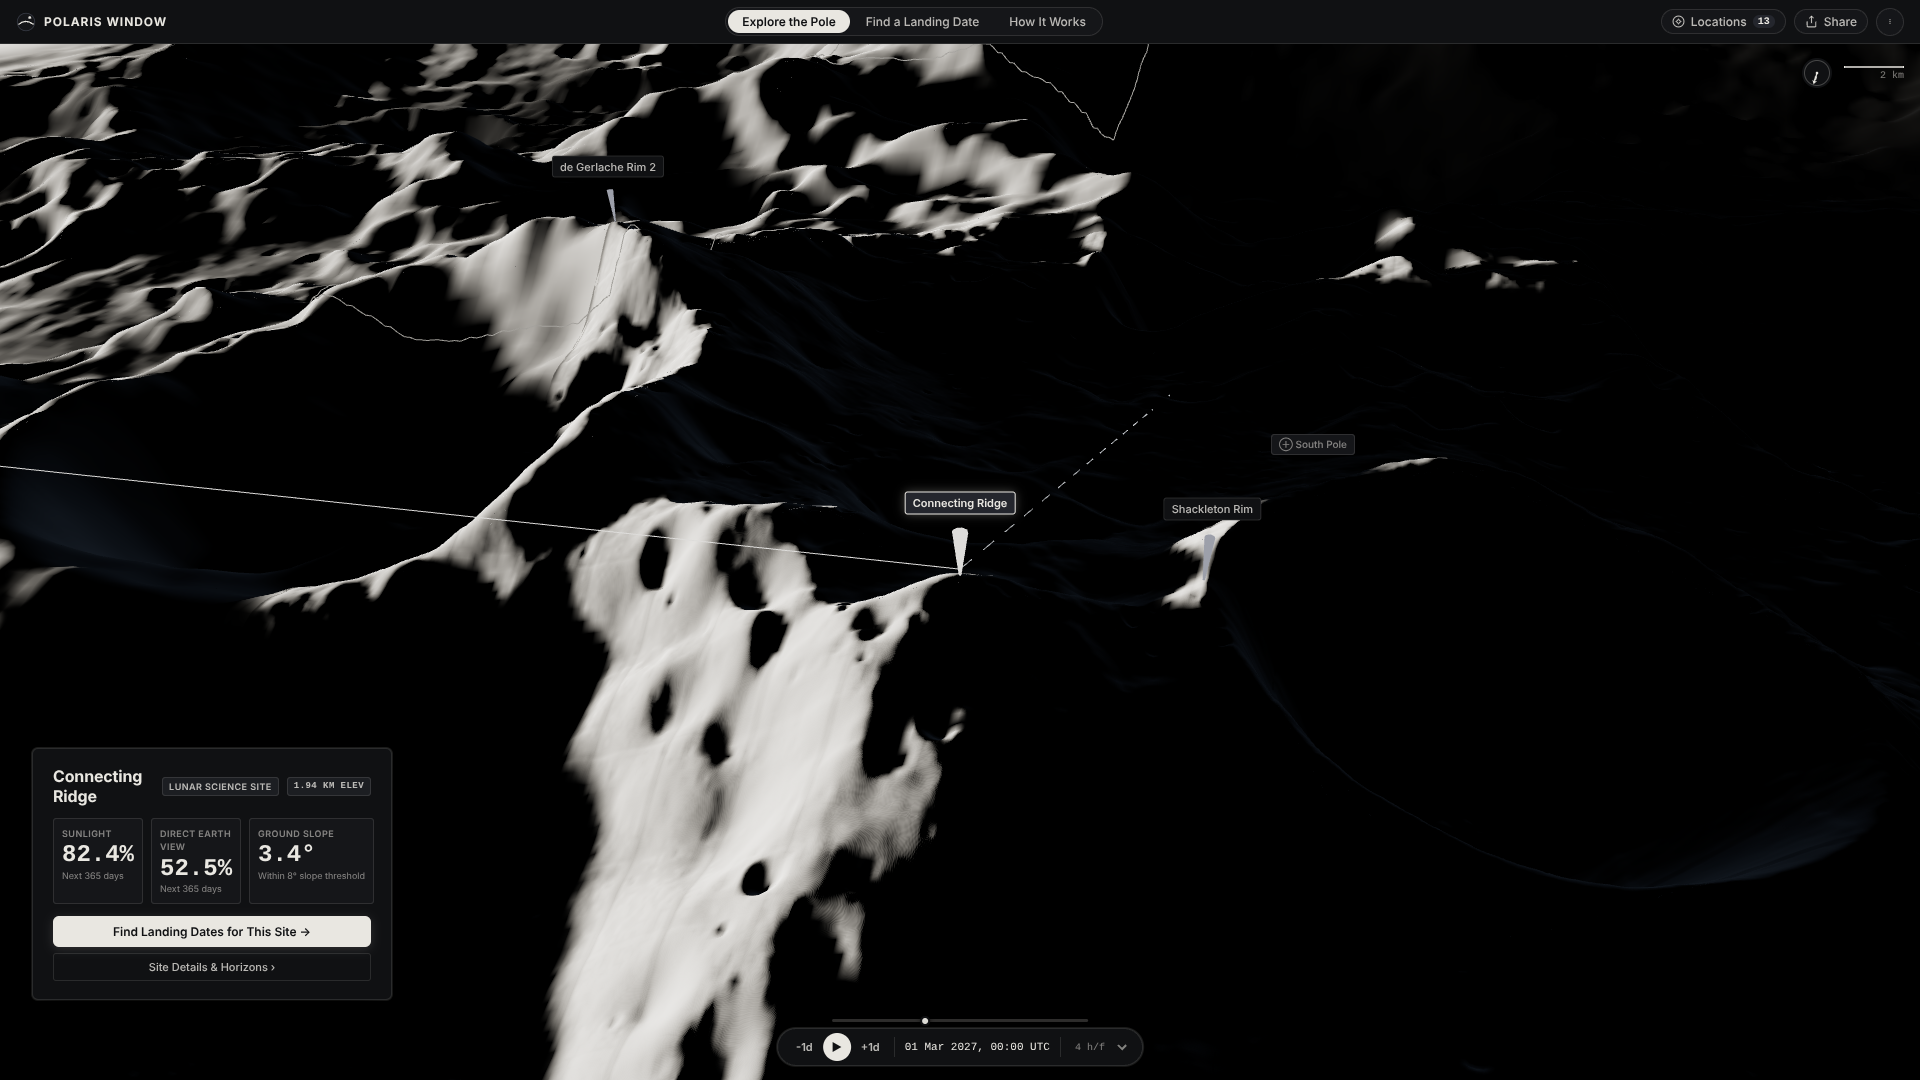 POLARIS WINDOW
Explore the Pole
Find a Landing Date
How It Works
Locations 13
Share
2 km
de Gerlache Rim 2
South Pole
Connecting Ridge
Shackleton Rim
Connecting
Ridge
LUNAR SCIENCE SITE
1.94 KM ELEV
SUNLIGHT
82.4%
Next 365 days
DIRECT EARTH
VIEW
52.5%
Next 365 days
GROUND SLOPE
3.4°
Within 8° slope threshold
Find Landing Dates for This Site →
Site Details & Horizons ›
-1d
+1d
01 Mar 2027, 00:00 UTC
4 h/f